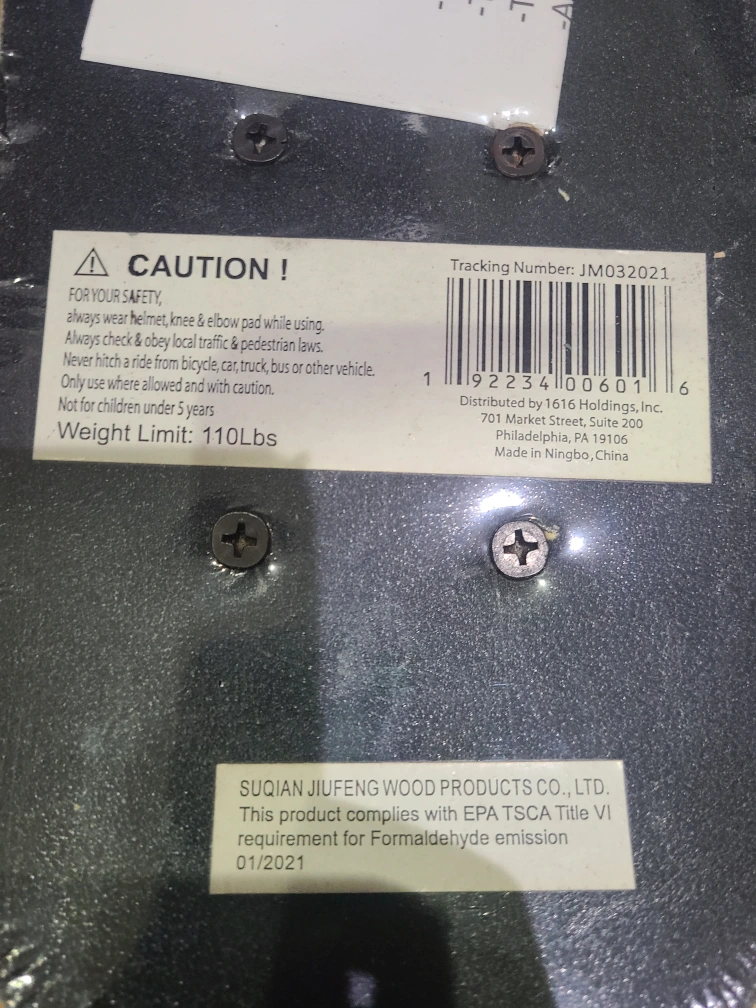 CAUTION !
FOR YOUR SAFETY,
always wear helmet, knee & elbow pad while using.
Always check & obey local traffic & pedestrian laws.
Never hitch a ride from bicycle, car, truck, bus or other vehicle.
Only use where allowed and with caution.
Not for children under 5 years
Weight Limit: 110Lbs
Tracking Number: JM032021
1 92234 00601 6
Distributed by 1616 Holdings, Inc.
701 Market Street, Suite 200
Philadelphia, PA 19106
Made in Ningbo, China
SUQIAN JIUFENG WOOD PRODUCTS CO., LTD.
This product complies with EPA TSCA Title VI
requirement for Formaldehyde emission
01/2021